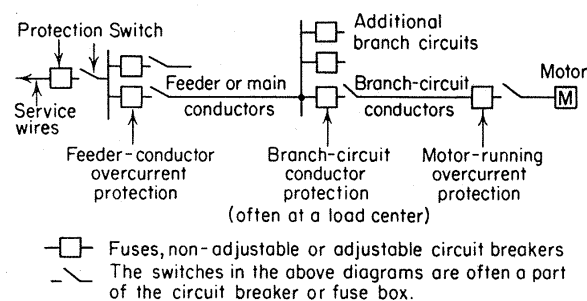 Protection Switch
Additional
branch circuits
Motor
Feeder or main
conductors
Branch-circuit
conductors
M
Service
wires
Feeder-conductor
overcurrent
protection
Branch-circuit
conductor
protection
(often at a load center)
Motor-running
overcurrent
protection
Fuses, non-adjustable or adjustable circuit breakers
The switches in the above diagrams are often a part
of the circuit breaker or fuse box.